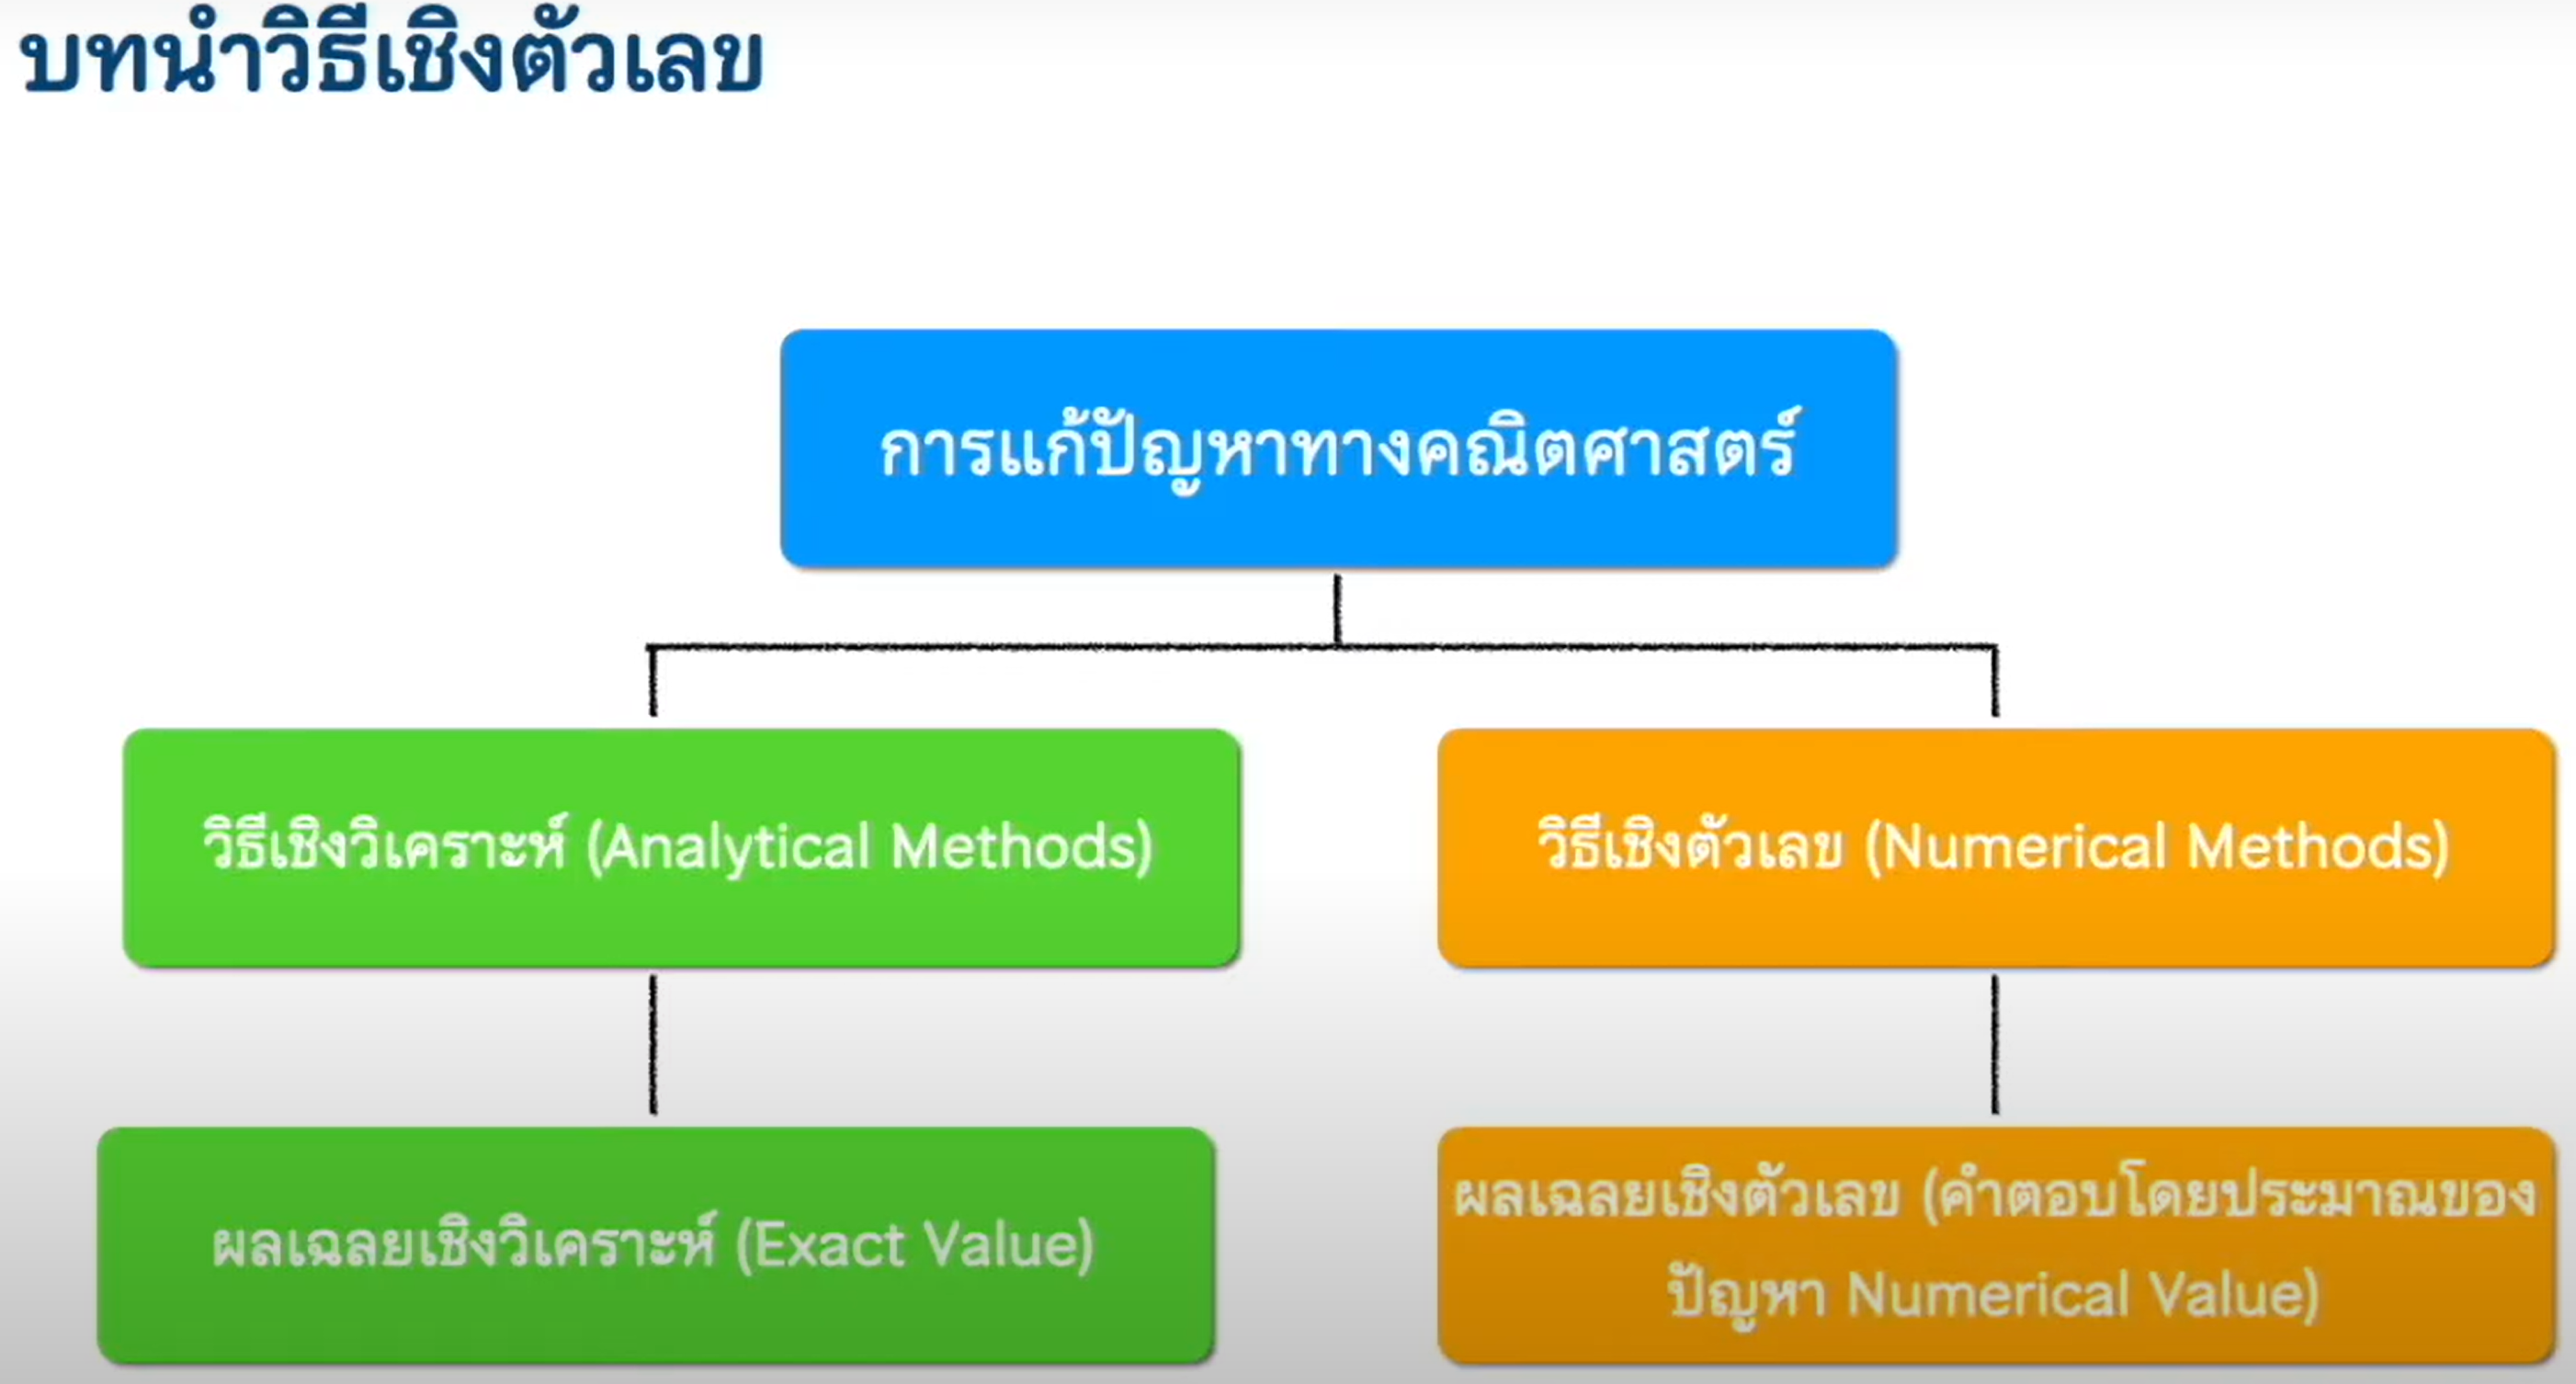 บทนำวิธีเชิงตัวเลข
การแก้ปัญหาทางคณิตศาสตร์
วิธีเชิงวิเคราะห์ (Analytical Methods)
วิธีเชิงตัวเลข (Numerical Methods)
ผลเฉลยเชิงวิเคราะห์ (Exact Value)
ผลเฉลยเชิงตัวเลข (คำตอบโดยประมาณของ
ปัญหา Numerical Value)